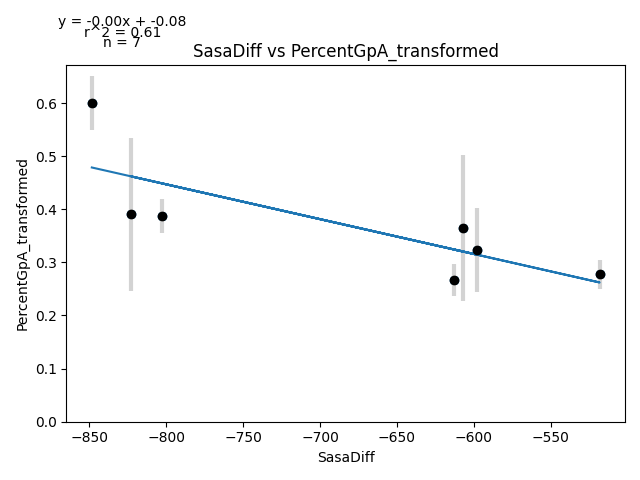 y = -0.00x + -0.08
r^2 = 0.61
n = 7
SasaDiff vs PercentGpA_transformed
PercentGpA_transformed
0.6
0.5
0.4
0.3
0.2
0.1
0.0
−850 −800 −750 −700 −650 −600 −550
SasaDiff